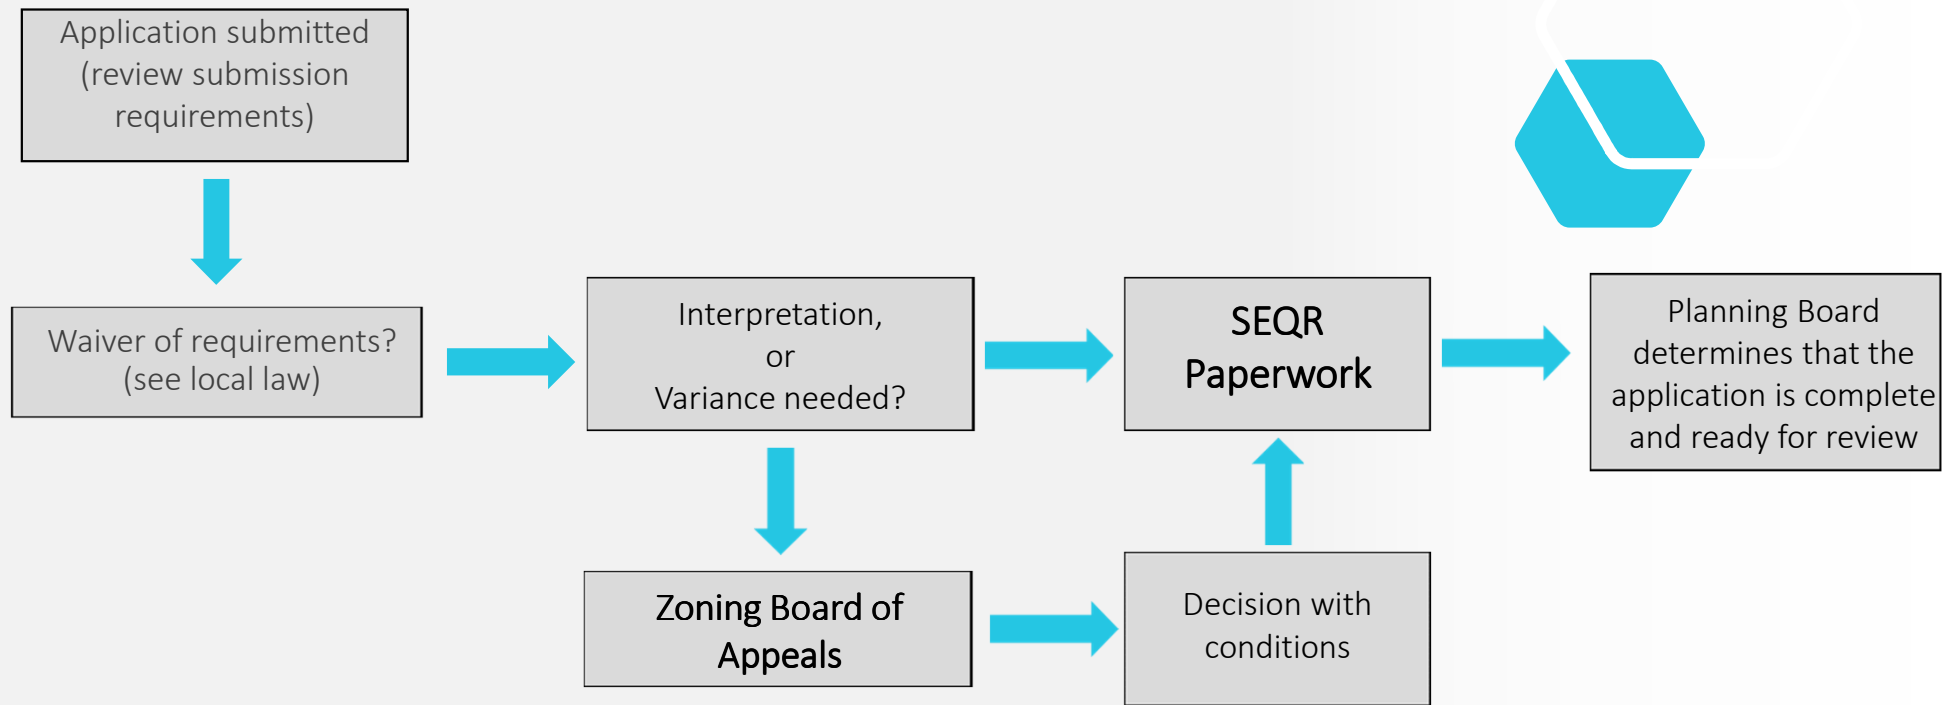 Application submitted
(review submission
requirements)
Waiver of requirements?
(see local law)
Interpretation,
or
Variance needed?
SEQR
Paperwork
Planning Board
determines that the
application is complete
and ready for review
Zoning Board of
Appeals
Decision with
conditions